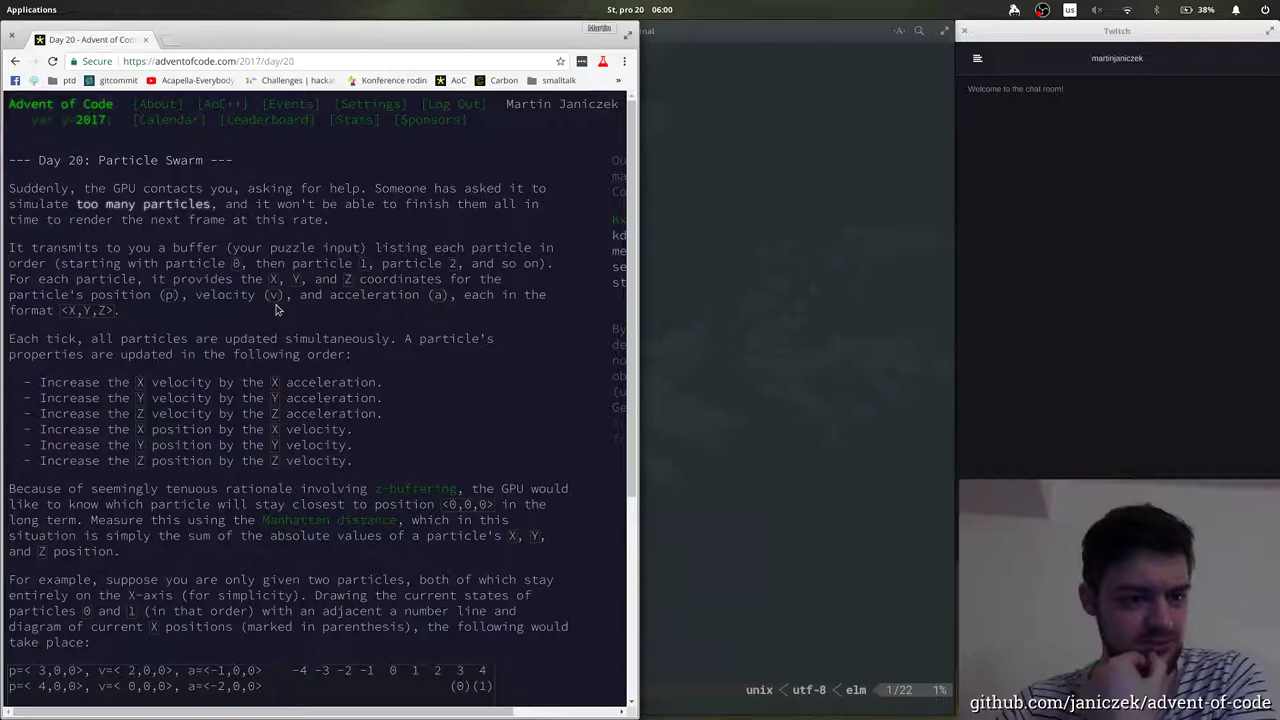 Applications
St, pro 20 06:00
us
38%
Martin
Day 20 - Advent of Code
Secure https://adventofcode.com/2017/day/20
ptd gitcommit Acapella-Everybody Challenges | hackat Konference rodin AoC Carbon smalltalk »
Advent of Code [About] [AoC++] [Events] [Settings] [Log Out] Martin Janiczek
var y=2017; [Calendar] [Leaderboard] [Stats] [Sponsors]
--- Day 20: Particle Swarm ---
Suddenly, the GPU contacts you, asking for help. Someone has asked it to
simulate too many particles, and it won't be able to finish them all in
time to render the next frame at this rate.
It transmits to you a buffer (your puzzle input) listing each particle in
order (starting with particle 0, then particle 1, particle 2, and so on).
For each particle, it provides the X, Y, and Z coordinates for the
particle's position (p), velocity (v), and acceleration (a), each in the
format <X,Y,Z>.
Each tick, all particles are updated simultaneously. A particle's
properties are updated in the following order:
- Increase the X velocity by the X acceleration.
- Increase the Y velocity by the Y acceleration.
- Increase the Z velocity by the Z acceleration.
- Increase the X position by the X velocity.
- Increase the Y position by the Y velocity.
- Increase the Z position by the Z velocity.
Because of seemingly tenuous rationale involving z-buffering, the GPU would
like to know which particle will stay closest to position <0,0,0> in the
long term. Measure this using the Manhattan distance, which in this
situation is simply the sum of the absolute values of a particle's X, Y,
and Z position.
For example, suppose you are only given two particles, both of which stay
entirely on the X-axis (for simplicity). Drawing the current states of
particles 0 and 1 (in that order) with an adjacent a number line and
diagram of current X positions (marked in parenthesis), the following would
take place:
p=< 3,0,0>, v=< 2,0,0>, a=<-1,0,0> -4 -3 -2 -1 0 1 2 3 4
p=< 4,0,0>, v=< 0,0,0>, a=<-2,0,0> (0)(1)
unix < utf-8 < elm 1/22 1%
Twitch
martinjaniczek
Welcome to the chat room!
github.com/janiczek/advent-of-code